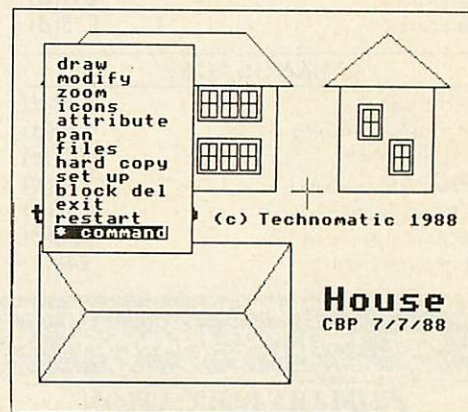 draw
modify
zoom
icons
attribute
pan
files
hard copy
set up
block del
exit
restart
* command
(c) Technomatic 1988
House
CBP 7/7/88